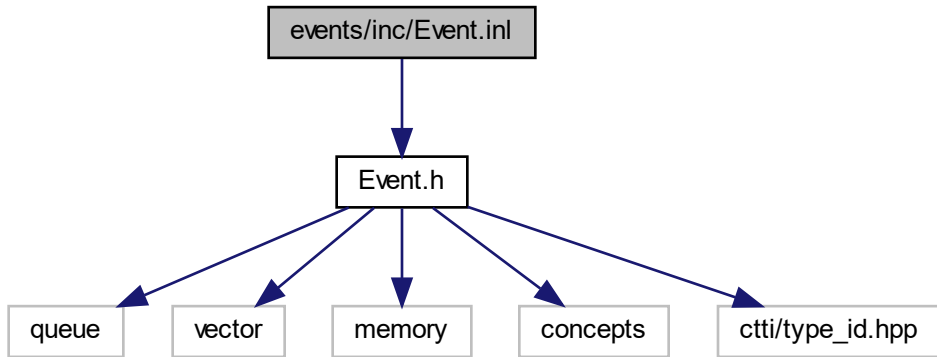 events/inc/Event.inl
Event.h
queue
vector
memory
concepts
ctti/type_id.hpp